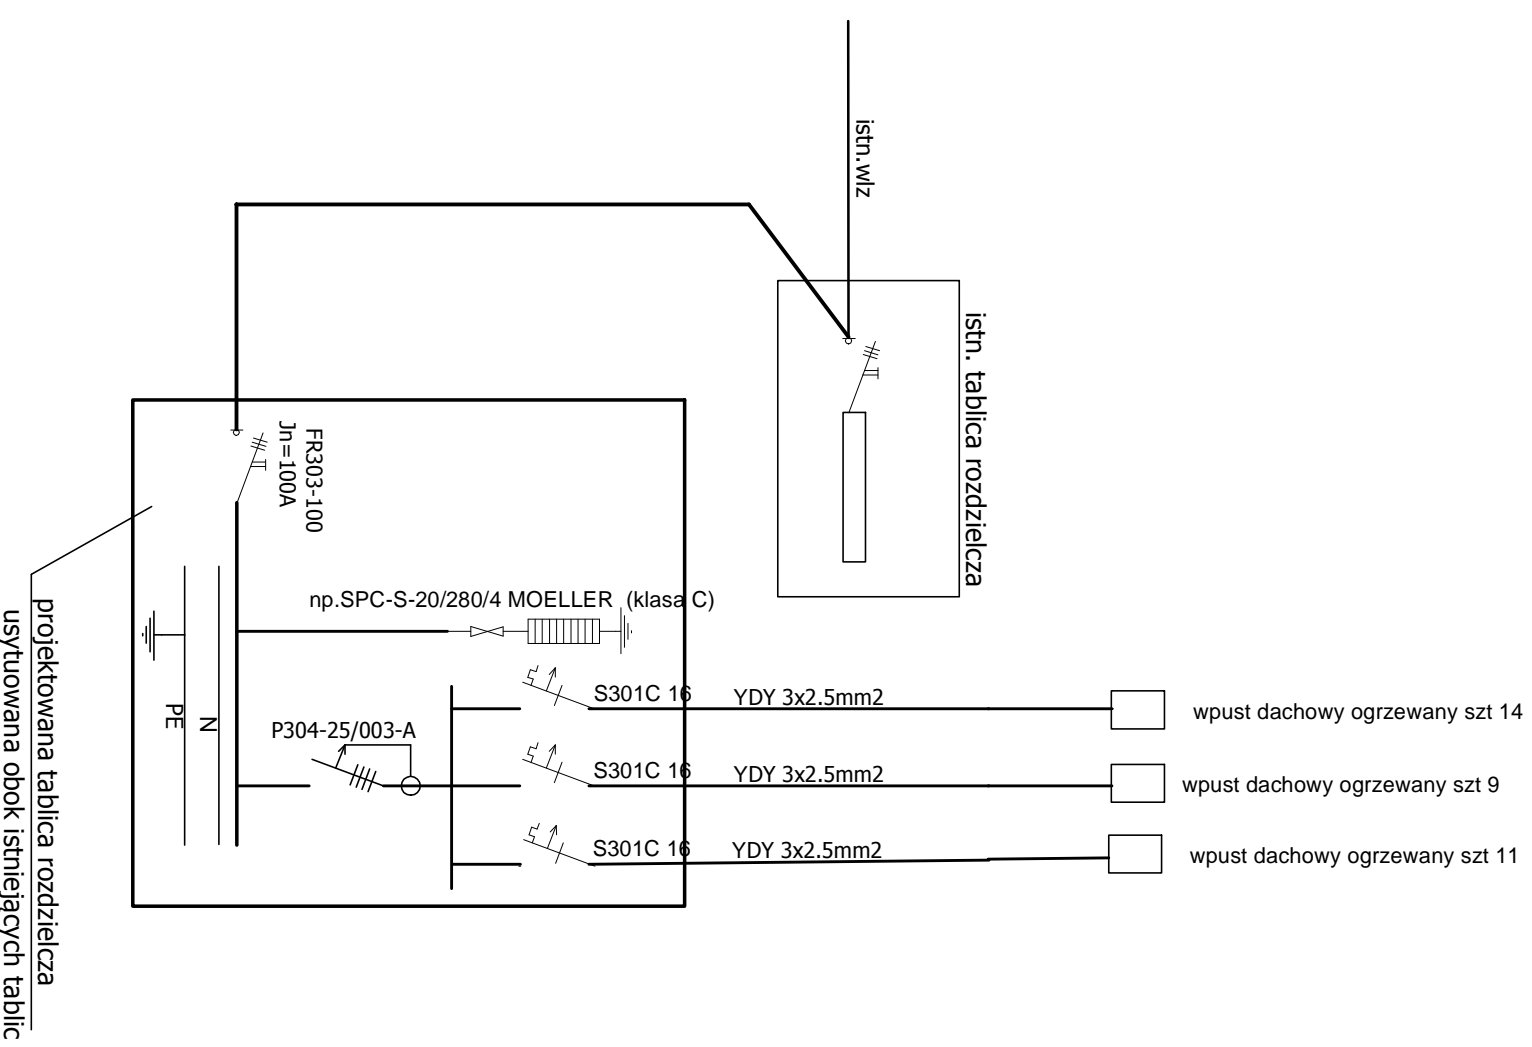 istn.wlz
istn. tablica rozdzielcza
FR303-100
Jn=100A
np.SPC-S-20/280/4 MOELLER (klasa C)
PE
N
P304-25/003-A
S301C 16
YDY 3x2.5mm2
wpust dachowy ogrzewany szt 14
S301C 16
YDY 3x2.5mm2
wpust dachowy ogrzewany szt 9
S301C 16
YDY 3x2.5mm2
wpust dachowy ogrzewany szt 11
projektowana tablica rozdzielcza
usytuowana obok istniejących tablic